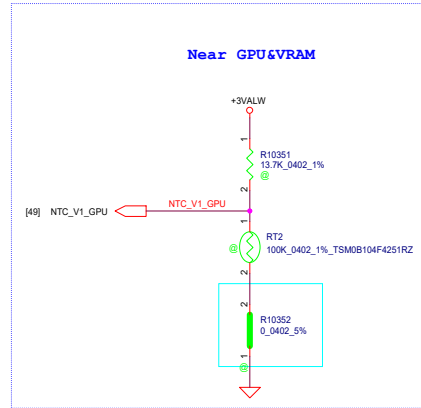 Near GPU&VRAM
+3VALW
1
R10351
13.7K_0402_1%
@
2
[49] NTC_V1_GPU
NTC_V1_GPU
1
RT2
@
100K_0402_1%_TSM0B104F4251RZ
2
2
R10352
0_0402_5%
1
@